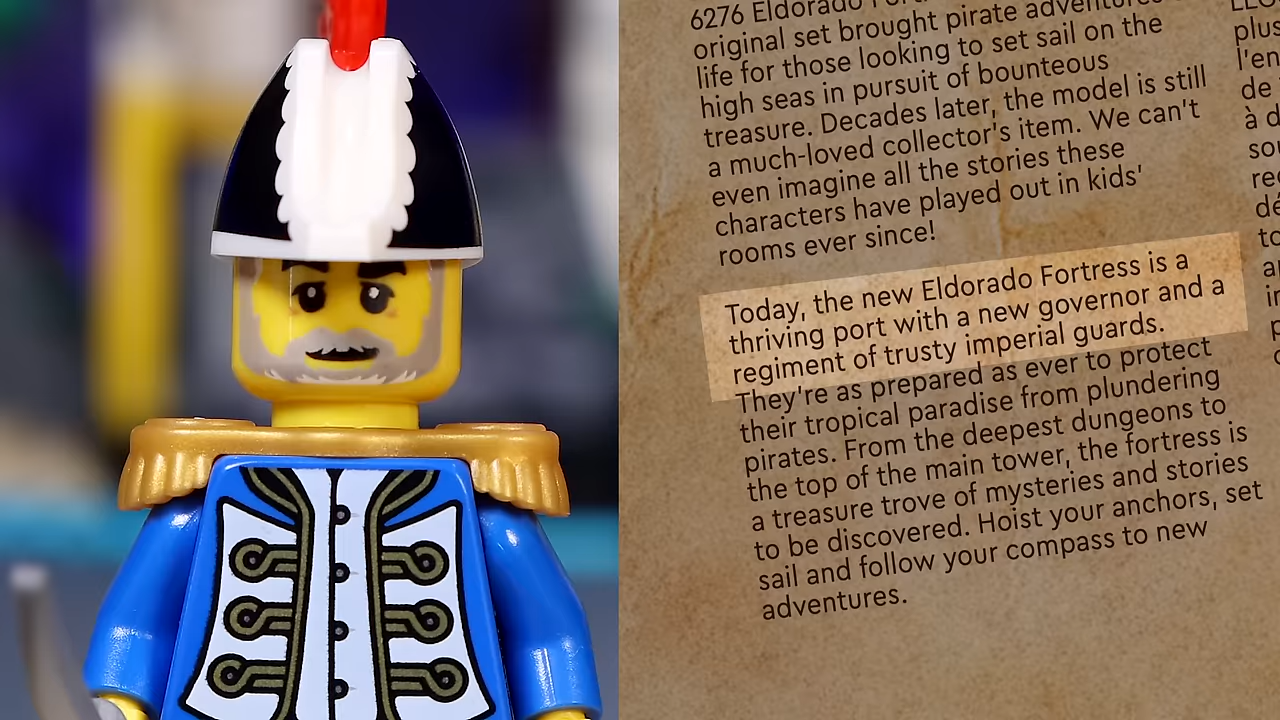 6276 Eldorado
original set brought pirate adventures
life for those looking to set sail on the
high seas in pursuit of bounteous
treasure. Decades later, the model is still
a much-loved collector's item. We can't
even imagine all the stories these
characters have played out in kids'
rooms ever since!
Today, the new Eldorado Fortress is a
thriving port with a new governor and a
regiment of trusty imperial guards.
They're as prepared as ever to protect
their tropical paradise from plundering
pirates. From the deepest dungeons to
the top of the main tower, the fortress is
a treasure trove of mysteries and stories
to be discovered. Hoist your anchors, set
sail and follow your compass to new
adventures.
plus
l'en
de
à d